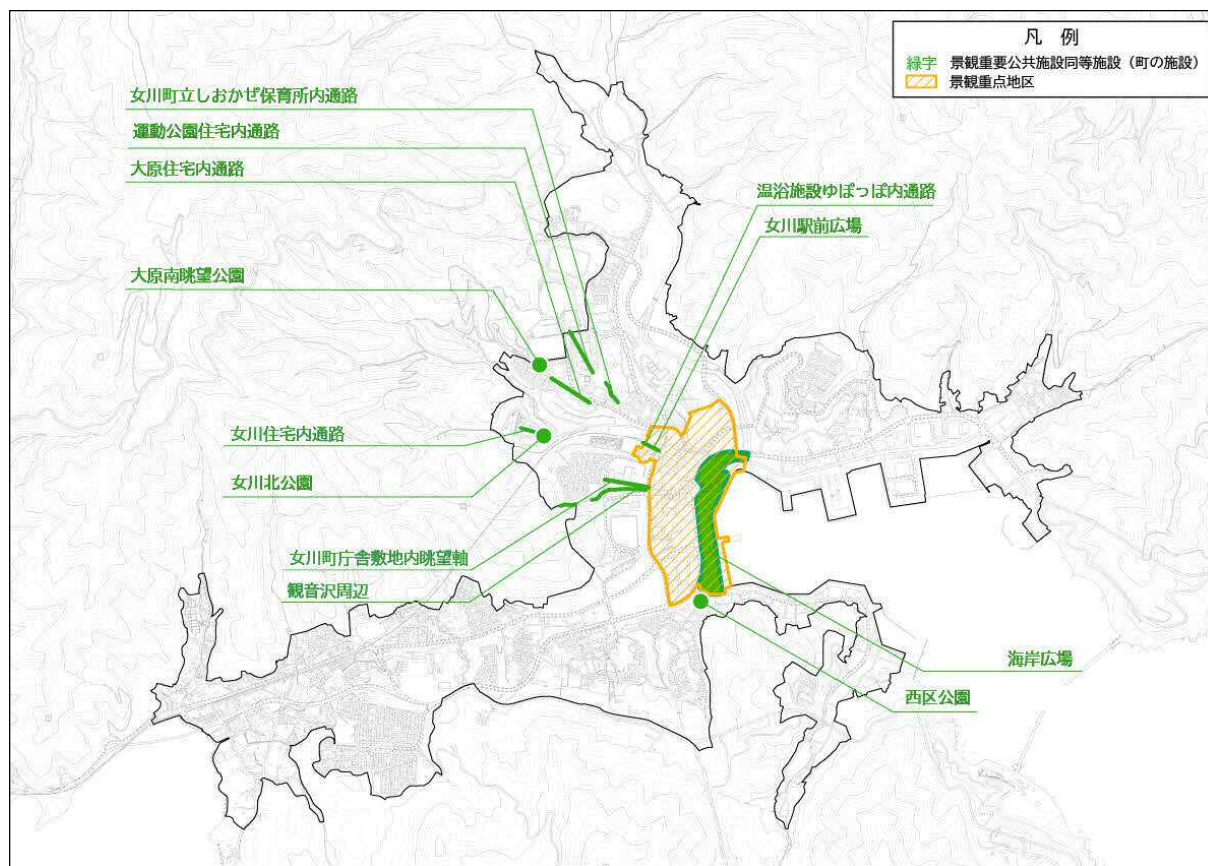 凡 例
緑字 景観重要公共施設同等施設（町の施設）
景観重点地区
女川町立しおかぜ保育所内通路
運動公園住宅内通路
大原住宅内通路
温浴施設ゆぽっぽ内通路
女川駅前広場
大原南眺望公園
女川住宅内通路
女川北公園
女川町庁舎敷地内眺望軸
観音沢周辺
海岸広場
西区公園